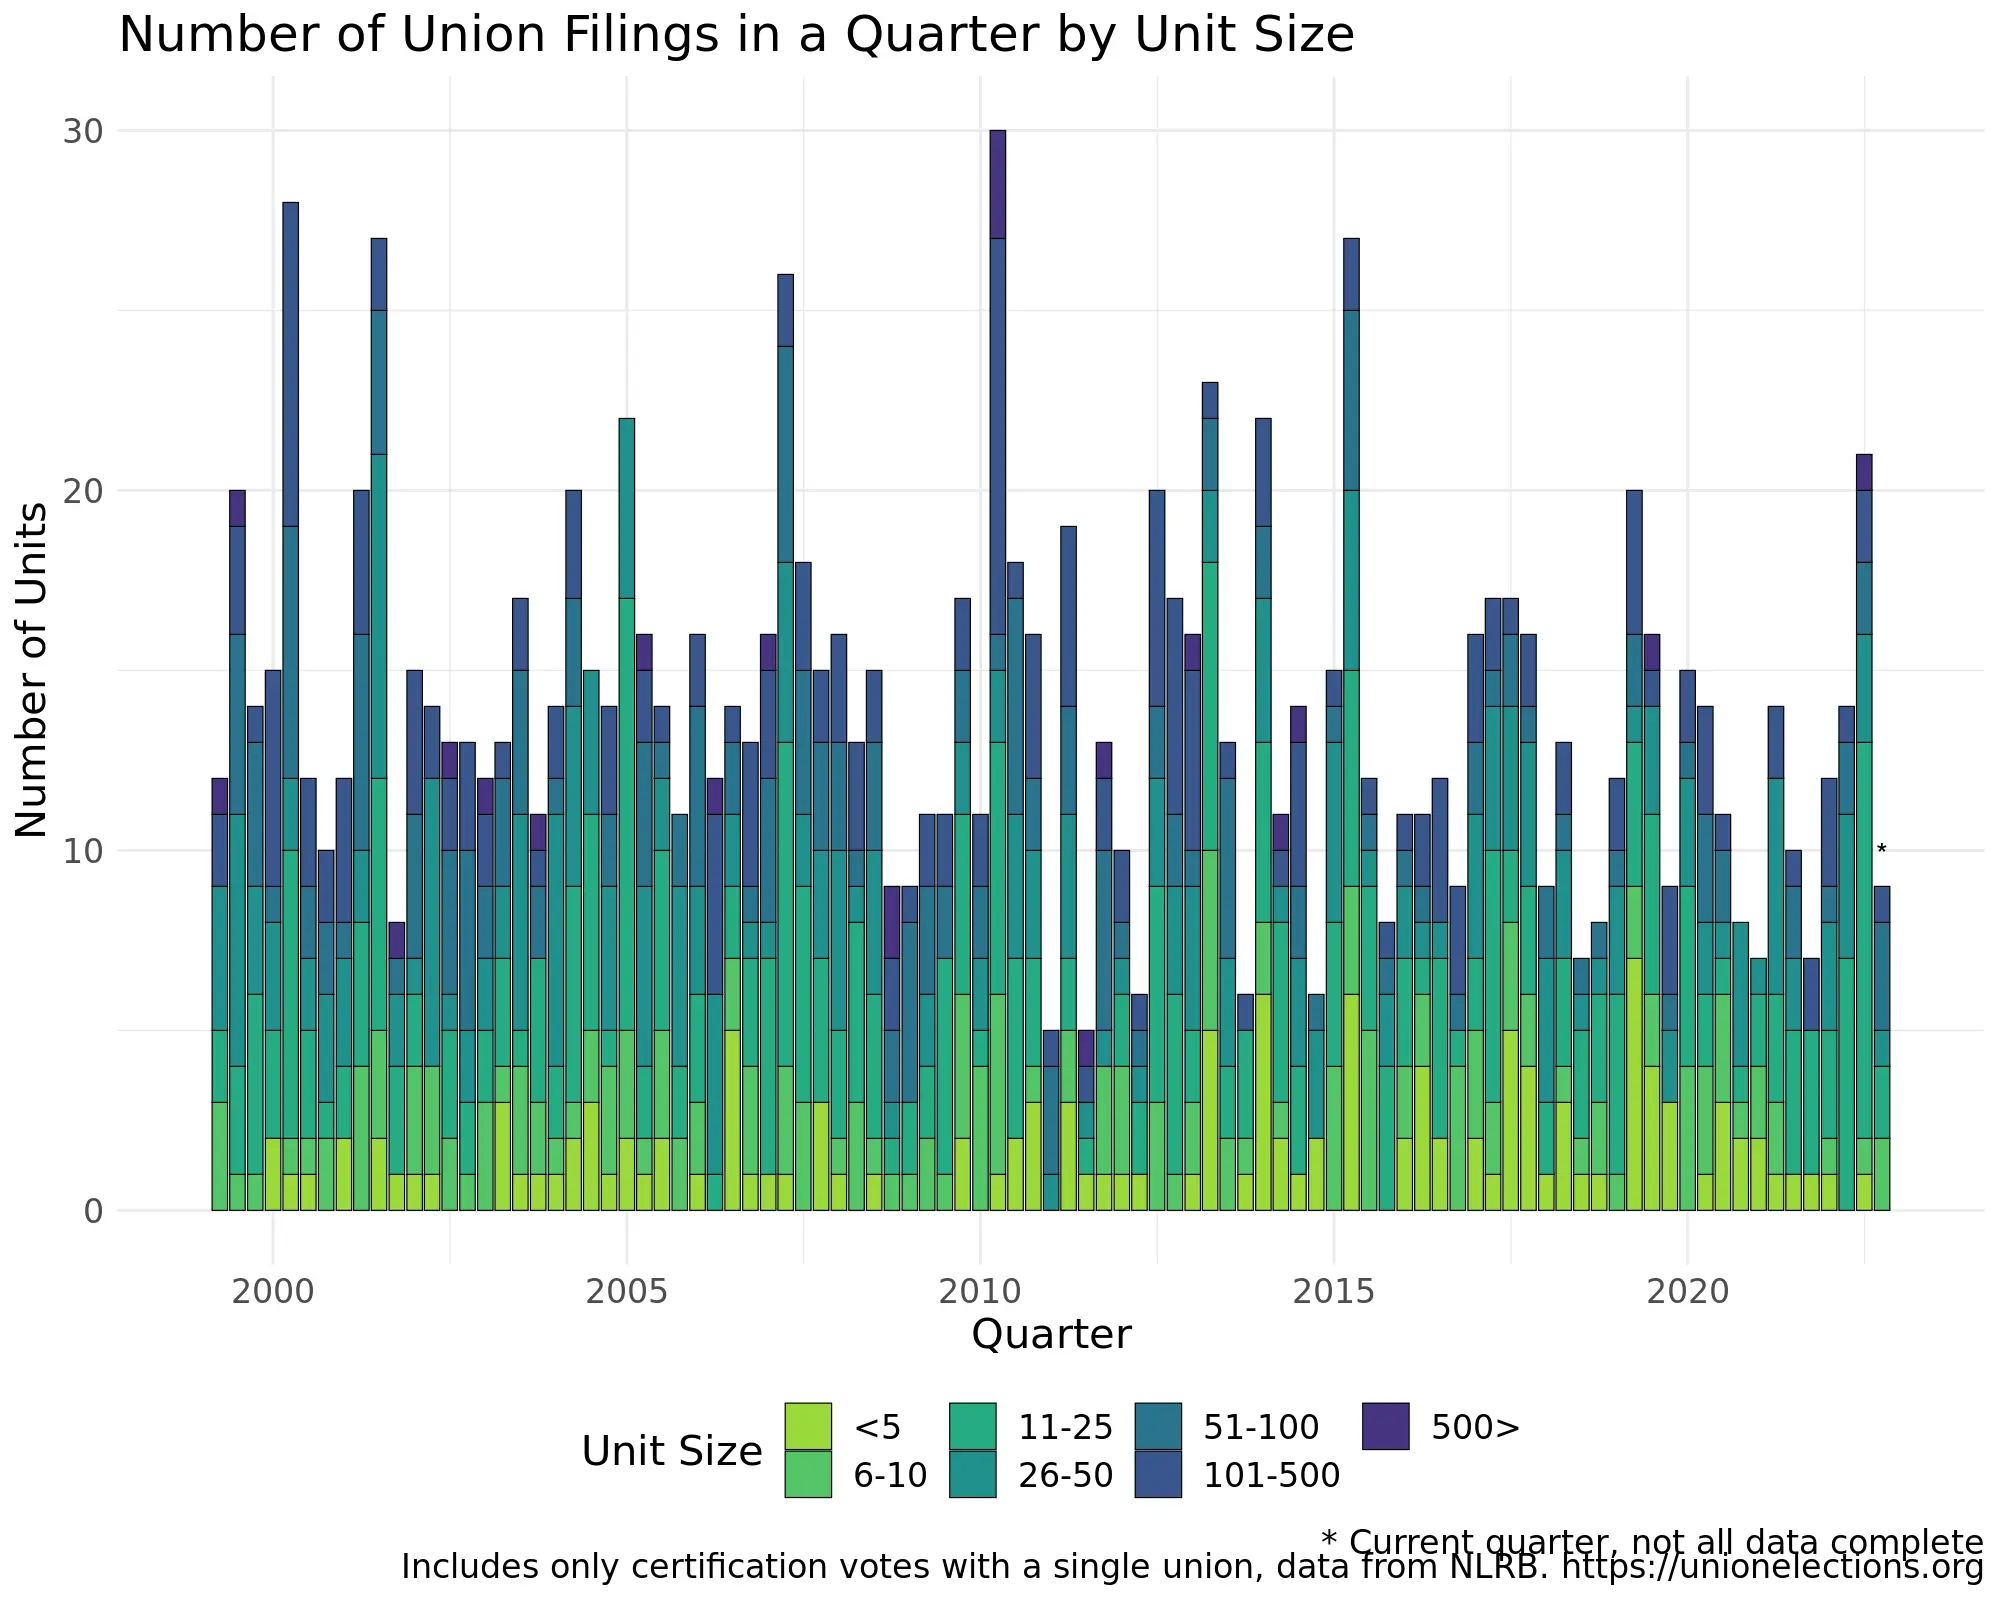 Number of Union Filings in a Quarter by Unit Size
Number of Units
30
20
10
0
*
2000 2005 2010 2015 2020
Quarter
Unit Size
<5 11-25 51-100 500>
6-10 26-50 101-500
* Current quarter, not all data complete
Includes only certification votes with a single union, data from NLRB. https://unionelections.org